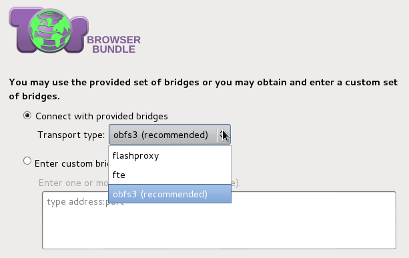 Tor
BROWSER
BUNDLE
You may use the provided set of bridges or you may obtain and enter a custom set
of bridges.
Connect with provided bridges
Transport type: obfs3 (recommended)
flashproxy
fte
obfs3 (recommended)
Enter custom bri
Enter one or mo e).
type address:port